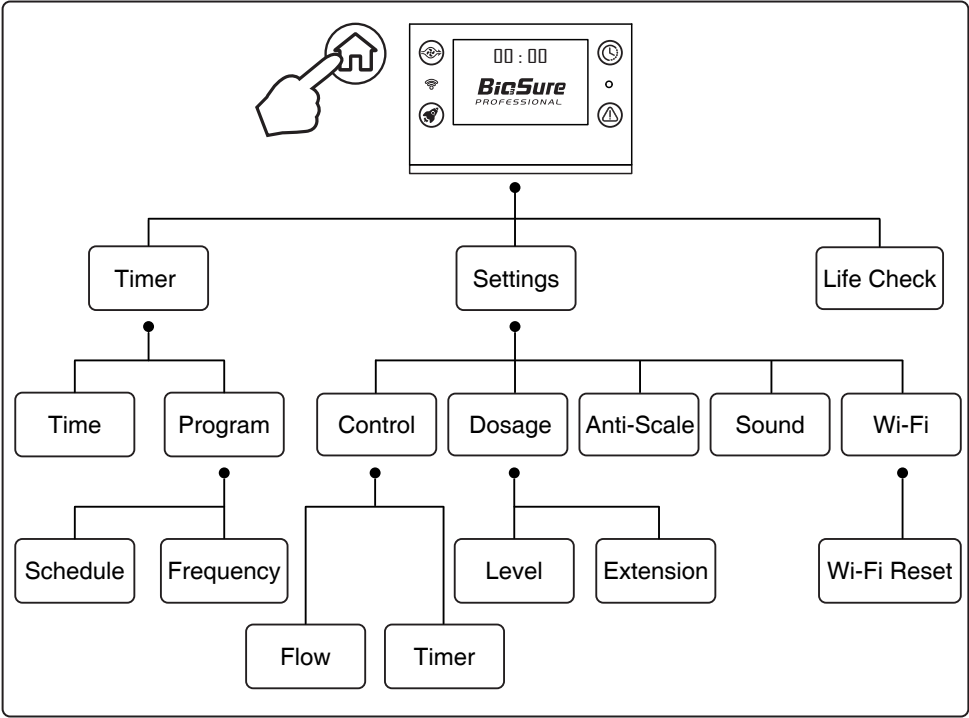 00 : 00
BioSure
PROFESSIONAL
Timer
Settings
Life Check
Time
Program
Control
Dosage
Anti-Scale
Sound
Wi-Fi
Schedule
Frequency
Level
Extension
Wi-Fi Reset
Flow
Timer